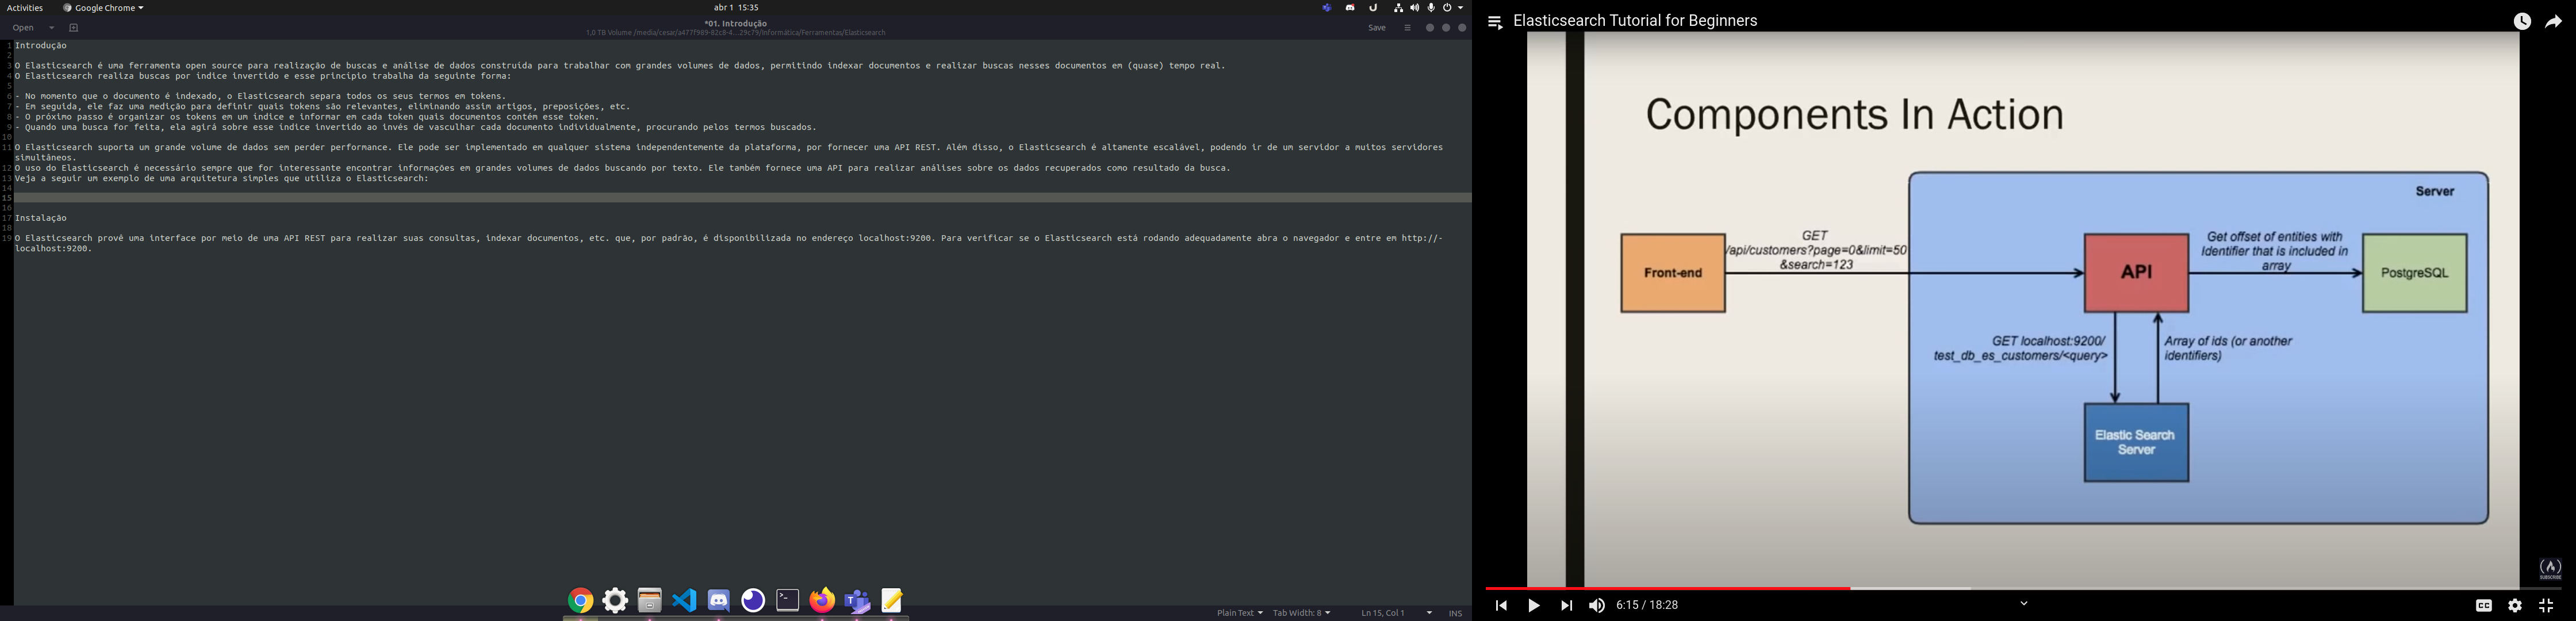 Activities
Google Chrome
abr 1 15:35
Open
*01. Introdução
1,0 TB Volume /media/cesar/a477f989-82c8-4…29c79/Informática/Ferramentas/Elasticsearch
Save
1 Introdução
2
3 O Elasticsearch é uma ferramenta open source para realização de buscas e análise de dados construída para trabalhar com grandes volumes de dados, permitindo indexar documentos e realizar buscas nesses documentos em (quase) tempo real.
4 O Elasticsearch realiza buscas por índice invertido e esse princípio trabalha da seguinte forma:
5
6 - No momento que o documento é indexado, o Elasticsearch separa todos os seus termos em tokens.
7 - Em seguida, ele faz uma medição para definir quais tokens são relevantes, eliminando assim artigos, preposições, etc.
8 - O próximo passo é organizar os tokens em um índice e informar em cada token quais documentos contém esse token.
9 - Quando uma busca for feita, ela agirá sobre esse índice invertido ao invés de vasculhar cada documento individualmente, procurando pelos termos buscados.
10
11 O Elasticsearch suporta um grande volume de dados sem perder performance. Ele pode ser implementado em qualquer sistema independentemente da plataforma, por fornecer uma API REST. Além disso, o Elasticsearch é altamente escalável, podendo ir de um servidor a muitos servidores
simultâneos.
12 O uso do Elasticsearch é necessário sempre que for interessante encontrar informações em grandes volumes de dados buscando por texto. Ele também fornece uma API para realizar análises sobre os dados recuperados como resultado da busca.
13 Veja a seguir um exemplo de uma arquitetura simples que utiliza o Elasticsearch:
14
15
16
17 Instalação
18
19 O Elasticsearch provê uma interface por meio de uma API REST para realizar suas consultas, indexar documentos, etc. que, por padrão, é disponibilizada no endereço localhost:9200. Para verificar se o Elasticsearch está rodando adequadamente abra o navegador e entre em http://-
localhost:9200.
Plain Text
Tab Width: 8
Ln 15, Col 1
INS
Elasticsearch Tutorial for Beginners
Components In Action
Server
Front-end
GET
/api/customers?page=0&limit=50
&search=123
API
Get offset of entities with
Identifier that is included in
array
PostgreSQL
GET localhost:9200/
test_db_es_customers/<query>
Array of ids (or another
identifiers)
Elastic Search
Server
SUBSCRIBE
6:15 / 18:28
CC